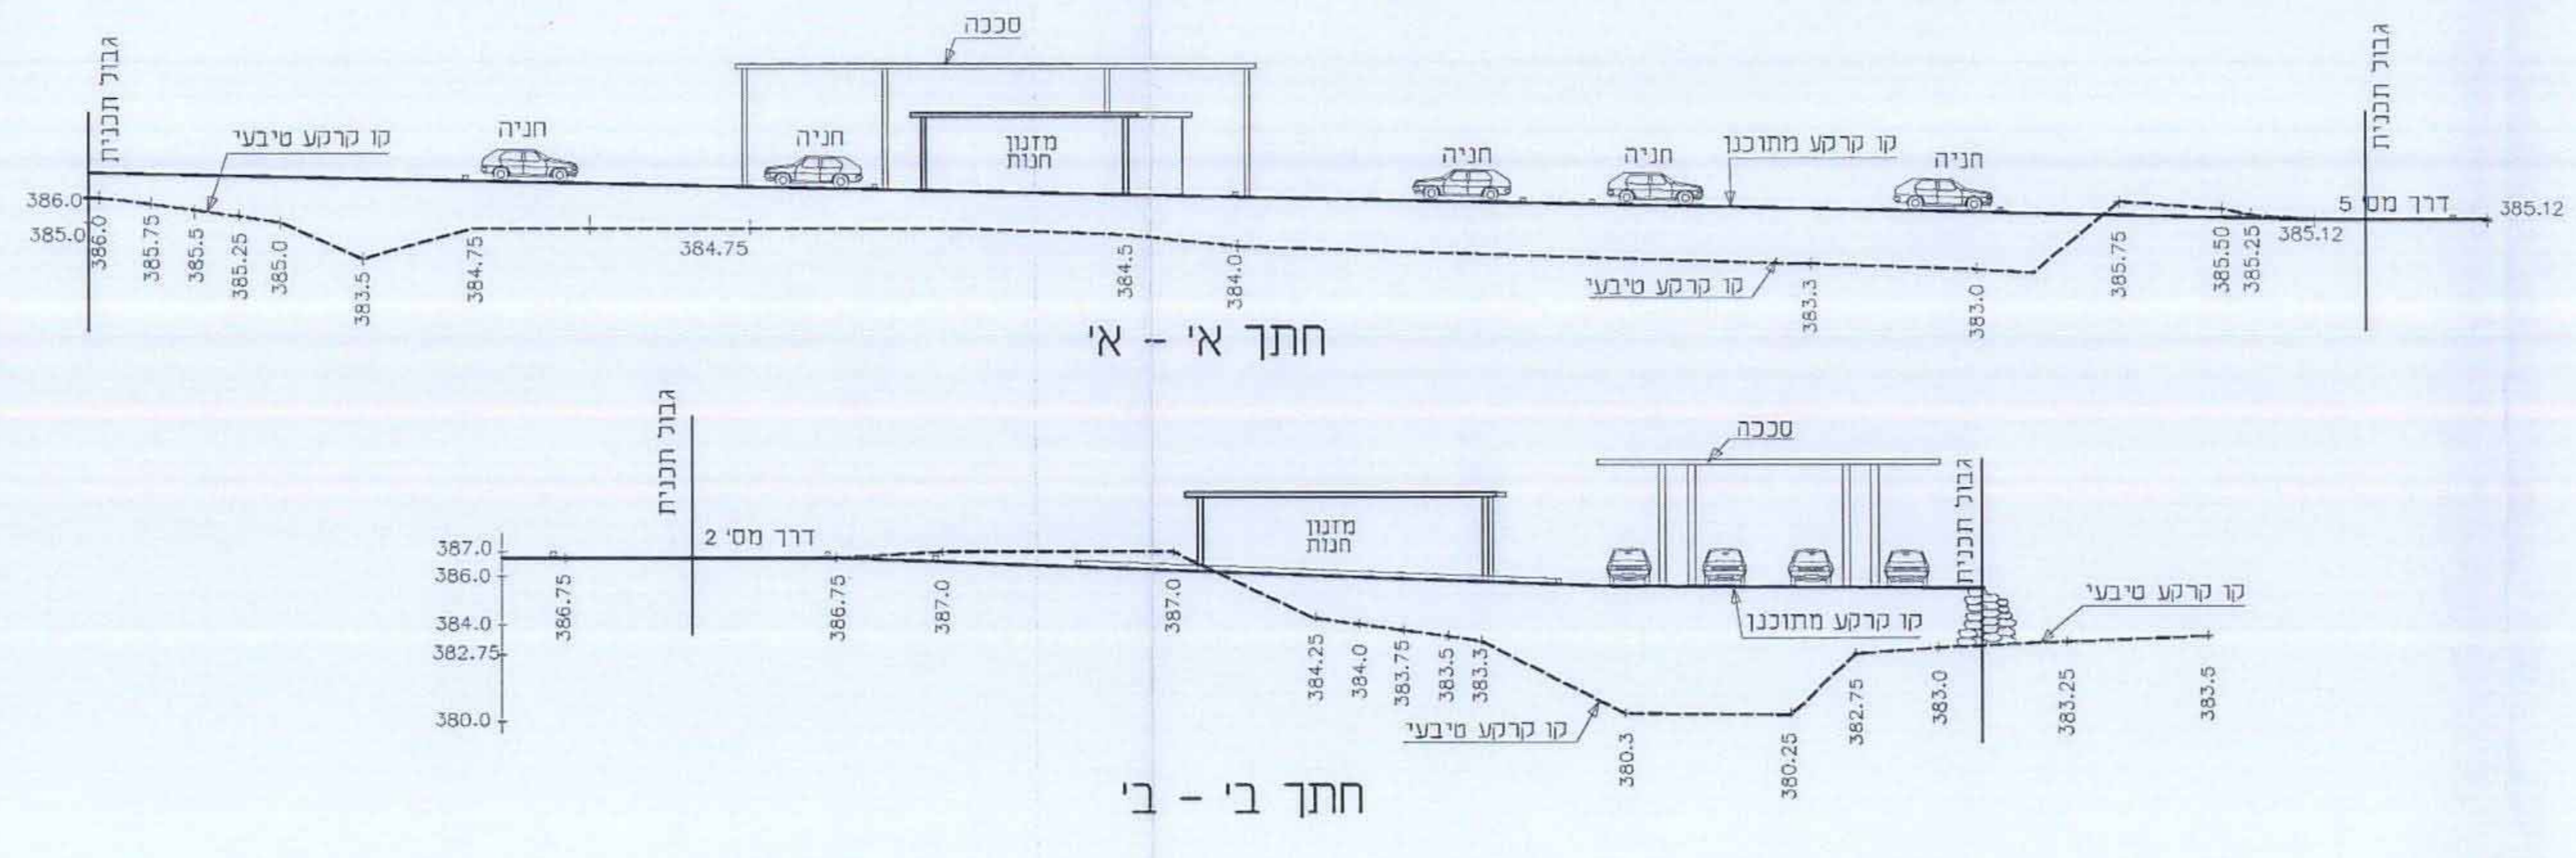 גבול תכנית
סככה
גבול תכנית
קו קרקע טיבעי
חניה
חניה
מזנון
חנות
חניה
חניה
קו קרקע מתוכנן
חניה
386.0
385.0
דרך מס' 5
385.12
386.0
385.75
385.5
385.25
385.0
383.5
384.75
384.75
384.5
384.0
קו קרקע טיבעי
383.3
383.0
385.75
385.50
385.25
385.12
חתך א' - א'
גבול תכנית
סככה
גבול תכנית
מזנון
חנות
דרך מס' 2
387.0
386.0
384.0
382.75
380.0
386.75
386.75
387.0
387.0
384.25
384.0
383.75
383.5
383.3
קו קרקע מתוכנן
קו קרקע טיבעי
קו קרקע טיבעי
380.3
380.25
382.75
383.0
383.25
383.5
חתך ב' - ב'